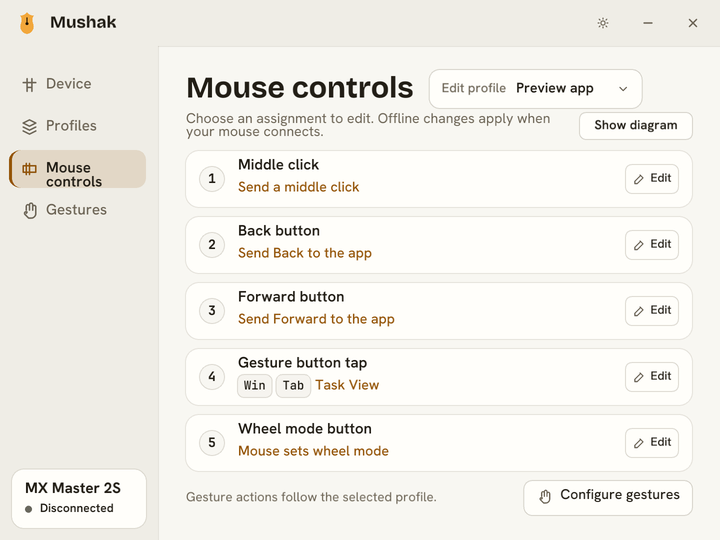 Mushak
Device
Profiles
Mouse
controls
Gestures
MX Master 2S
Disconnected
Mouse controls
Edit profile Preview app
Choose an assignment to edit. Offline changes apply when
your mouse connects.
Show diagram
1
Middle click
Send a middle click
Edit
2
Back button
Send Back to the app
Edit
3
Forward button
Send Forward to the app
Edit
4
Gesture button tap
Win Tab Task View
Edit
5
Wheel mode button
Mouse sets wheel mode
Edit
Gesture actions follow the selected profile.
Configure gestures